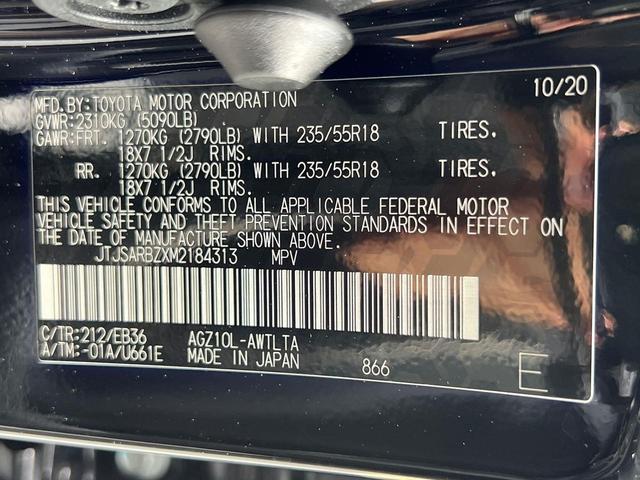 10/20
MFD. BY: TOYOTA MOTOR CORPORATION
GVWR: 2310KG (5090LB)
GAWR: FRT. 1270KG (2790LB) WITH 235/55R18 TIRES.
18X7 1/2J RIMS.
RR. 1270KG (2790LB) WITH 235/55R18 TIRES.
18X7 1/2J RIMS.
THIS VEHICLE CONFORMS TO ALL APPLICABLE FEDERAL MOTOR
VEHICLE SAFETY AND THEFT PREVENTION STANDARDS IN EFFECT ON
THE DATE OF MANUFACTURE SHOWN ABOVE.
JTJSARBZXM2184313 MPV
C/TR: 212/EB36 AGZ10L-AWTLTA
A/TM: -01A/U661E MADE IN JAPAN 866 E